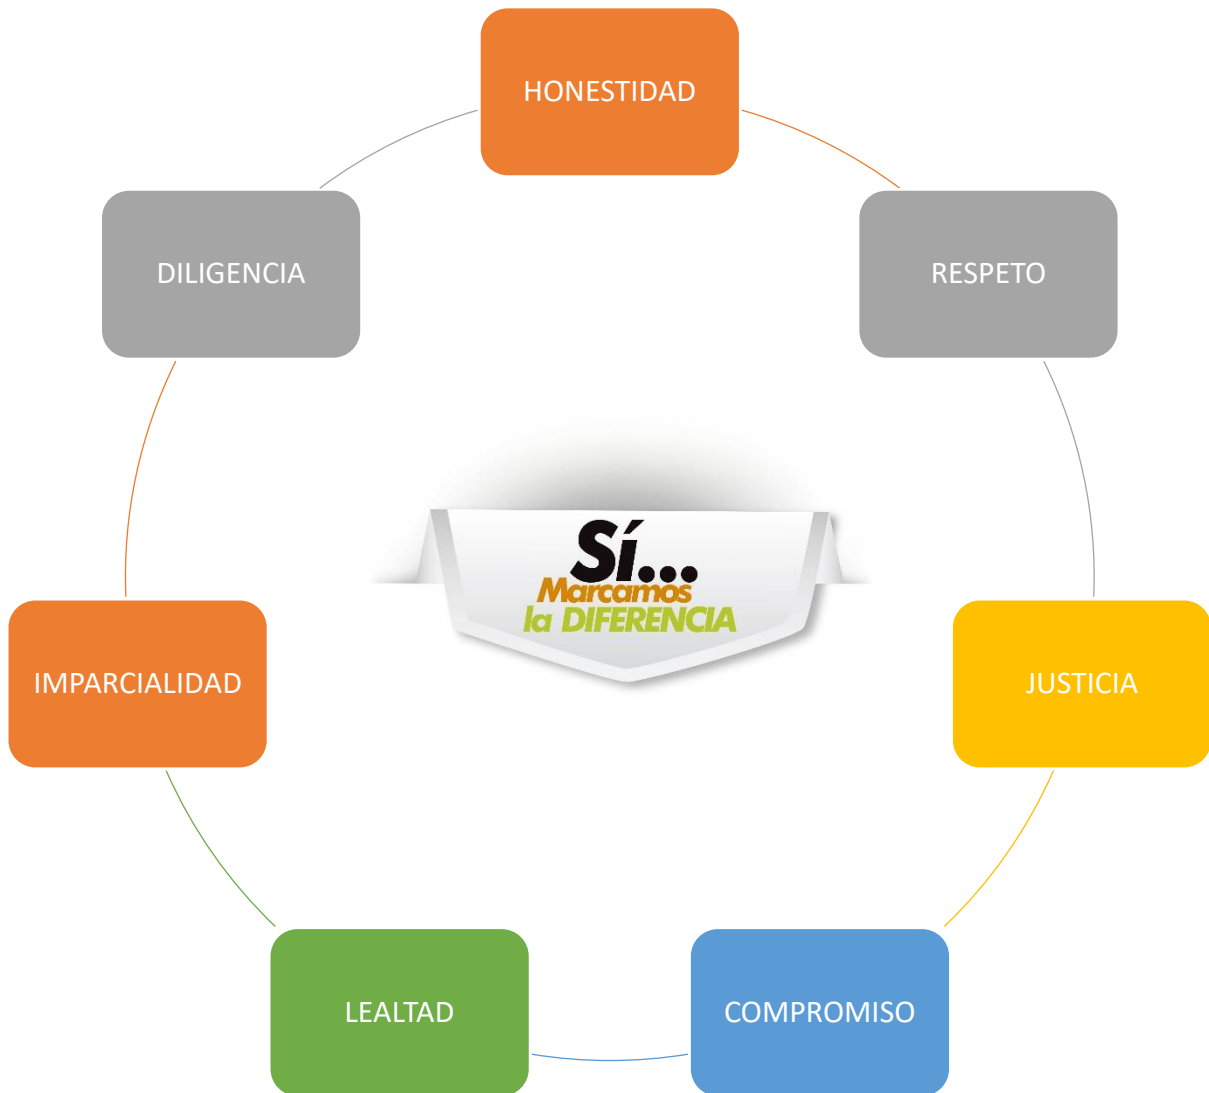 HONESTIDAD
DILIGENCIA
RESPETO
Sí...
Marcamos
la DIFERENCIA
IMPARCIALIDAD
JUSTICIA
LEALTAD
COMPROMISO